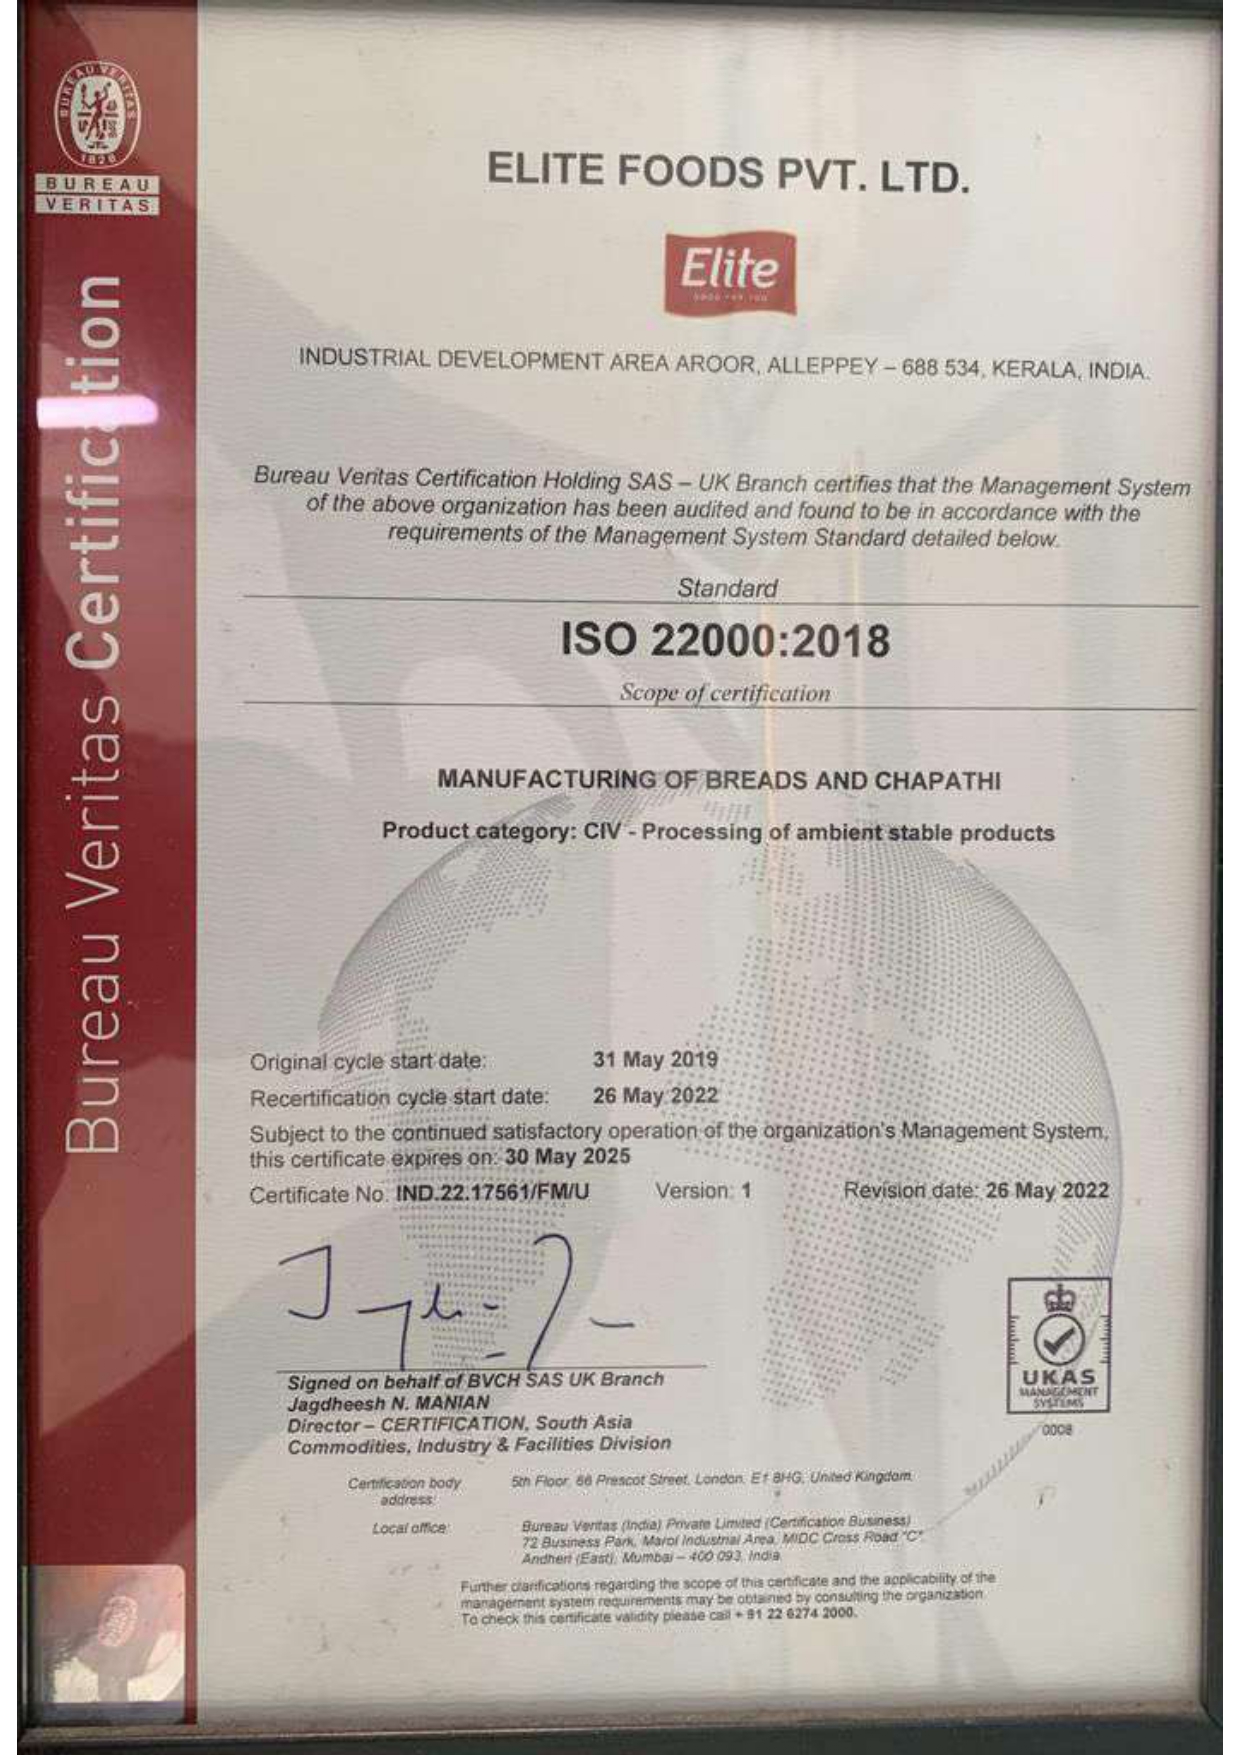 BUREAU VERITAS
1828
BUREAU
VERITAS
Bureau Veritas Certification
ELITE FOODS PVT. LTD.
Elite
INDUSTRIAL DEVELOPMENT AREA AROOR, ALLEPPEY – 688 534, KERALA, INDIA.
Bureau Veritas Certification Holding SAS – UK Branch certifies that the Management System
of the above organization has been audited and found to be in accordance with the
requirements of the Management System Standard detailed below.
Standard
ISO 22000:2018
Scope of certification
MANUFACTURING OF BREADS AND CHAPATHI
Product category: CIV - Processing of ambient stable products
Original cycle start date: 31 May 2019
Recertification cycle start date: 26 May 2022
Subject to the continued satisfactory operation of the organization's Management System,
this certificate expires on: 30 May 2025
Certificate No. IND.22.17561/FM/U Version: 1 Revision date: 26 May 2022
Signed on behalf of BVCH SAS UK Branch
Jagdheesh N. MANIAN
Director – CERTIFICATION, South Asia
Commodities, Industry & Facilities Division
UKAS
MANAGEMENT
SYSTEMS
0008
Certification body address: 5th Floor, 66 Prescot Street, London, E1 8HG, United Kingdom.
Local office: Bureau Veritas (India) Private Limited (Certification Business)
72 Business Park, Marol Industrial Area, MIDC Cross Road "C"
Andheri (East), Mumbai – 400 093, India
Further clarifications regarding the scope of this certificate and the applicability of the
management system requirements may be obtained by consulting the organization
To check this certificate validity please call + 91 22 6274 2000.